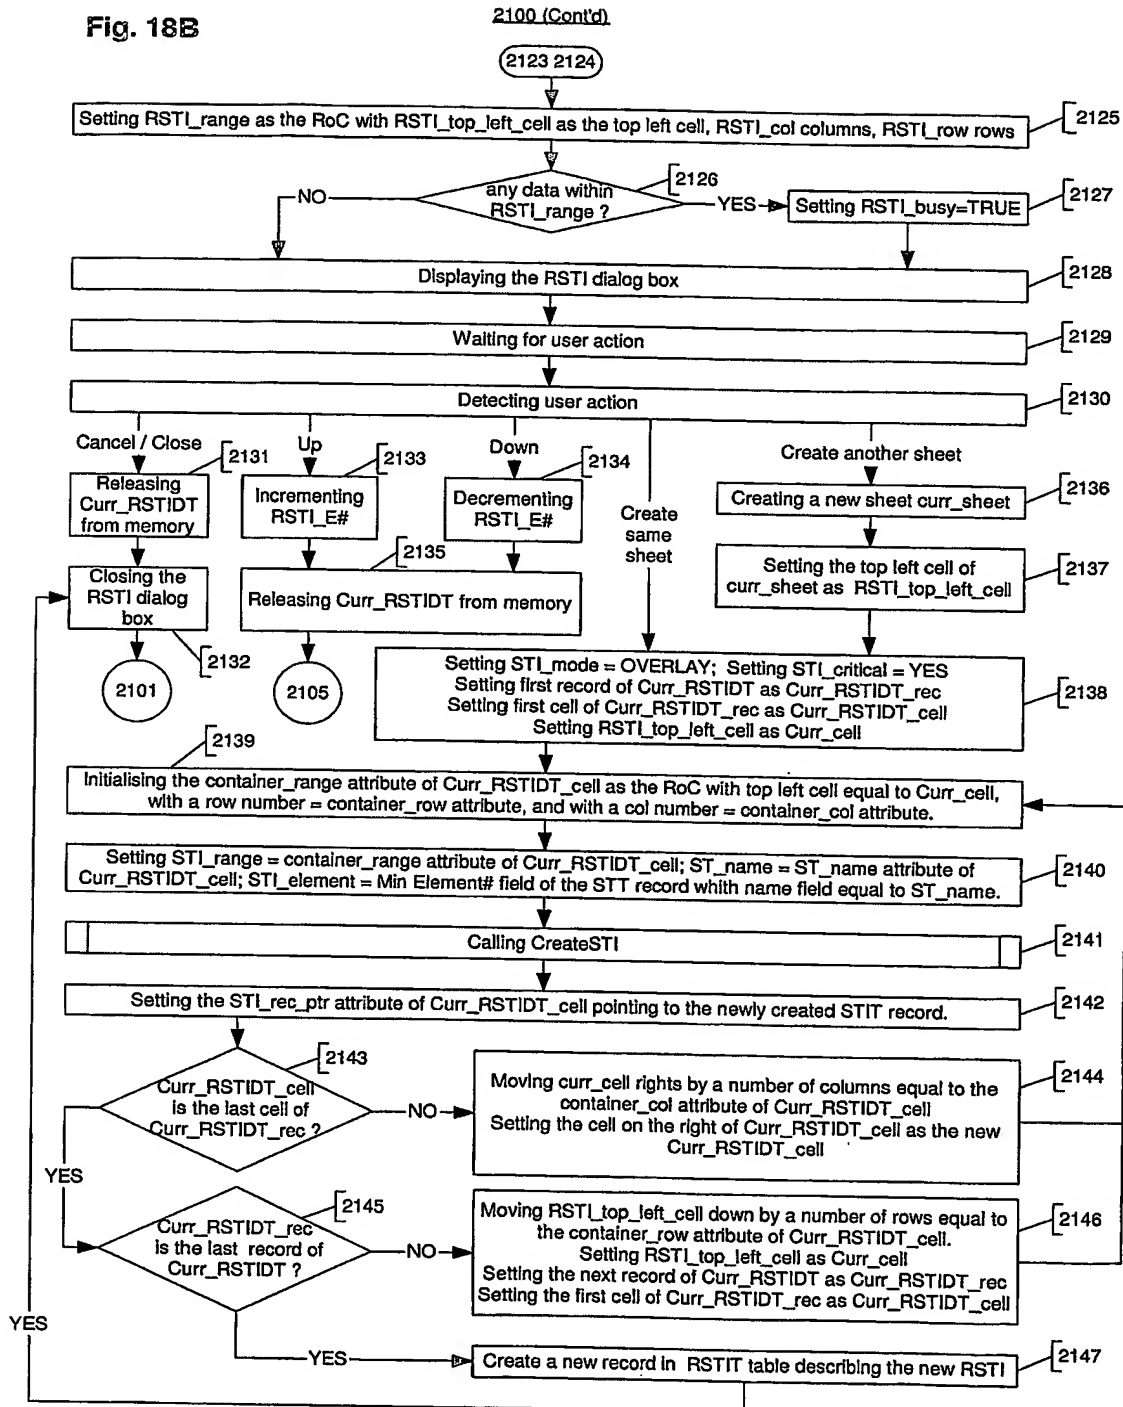 Fig. 18B
2100 (Cont'd)
2123 2124
Setting RSTI_range as the RoC with RSTI_top_left_cell as the top left cell, RSTI_col columns, RSTI_row rows
2125
any data within
RSTI_range ?
2126
NO
YES
Setting RSTI_busy=TRUE
2127
Displaying the RSTI dialog box
2128
Waiting for user action
2129
Detecting user action
2130
Cancel / Close
Up
Down
Create
same
sheet
Create another sheet
Releasing
Curr_RSTIDT
from memory
2131
Incrementing
RSTI_E#
2133
Decrementing
RSTI_E#
2134
Creating a new sheet curr_sheet
2136
Closing the
RSTI dialog
box
2132
Releasing Curr_RSTIDT from memory
2135
Setting the top left cell of
curr_sheet as RSTI_top_left_cell
2137
2101
2105
Setting STI_mode = OVERLAY; Setting STI_critical = YES
Setting first record of Curr_RSTIDT as Curr_RSTIDT_rec
Setting first cell of Curr_RSTIDT_rec as Curr_RSTIDT_cell
Setting RSTI_top_left_cell as Curr_cell
2138
2139
Initialising the container_range attribute of Curr_RSTIDT_cell as the RoC with top left cell equal to Curr_cell,
with a row number = container_row attribute, and with a col number = container_col attribute.
Setting STI_range = container_range attribute of Curr_RSTIDT_cell; ST_name = ST_name attribute of
Curr_RSTIDT_cell; STI_element = Min Element# field of the STT record whith name field equal to ST_name.
2140
Calling CreateSTI
2141
Setting the STI_rec_ptr attribute of Curr_RSTIDT_cell pointing to the newly created STIT record.
2142
Curr_RSTIDT_cell
is the last cell of
Curr_RSTIDT_rec ?
2143
NO
YES
Moving curr_cell rights by a number of columns equal to the
container_col attribute of Curr_RSTIDT_cell
Setting the cell on the right of Curr_RSTIDT_cell as the new
Curr_RSTIDT_cell
2144
Curr_RSTIDT_rec
is the last record of
Curr_RSTIDT ?
2145
NO
Moving RSTI_top_left_cell down by a number of rows equal to
the container_row attribute of Curr_RSTIDT_cell.
Setting RSTI_top_left_cell as Curr_cell
Setting the next record of Curr_RSTIDT as Curr_RSTIDT_rec
Setting the first cell of Curr_RSTIDT_rec as Curr_RSTIDT_cell
2146
YES
YES
Create a new record in RSTIT table describing the new RSTI
2147